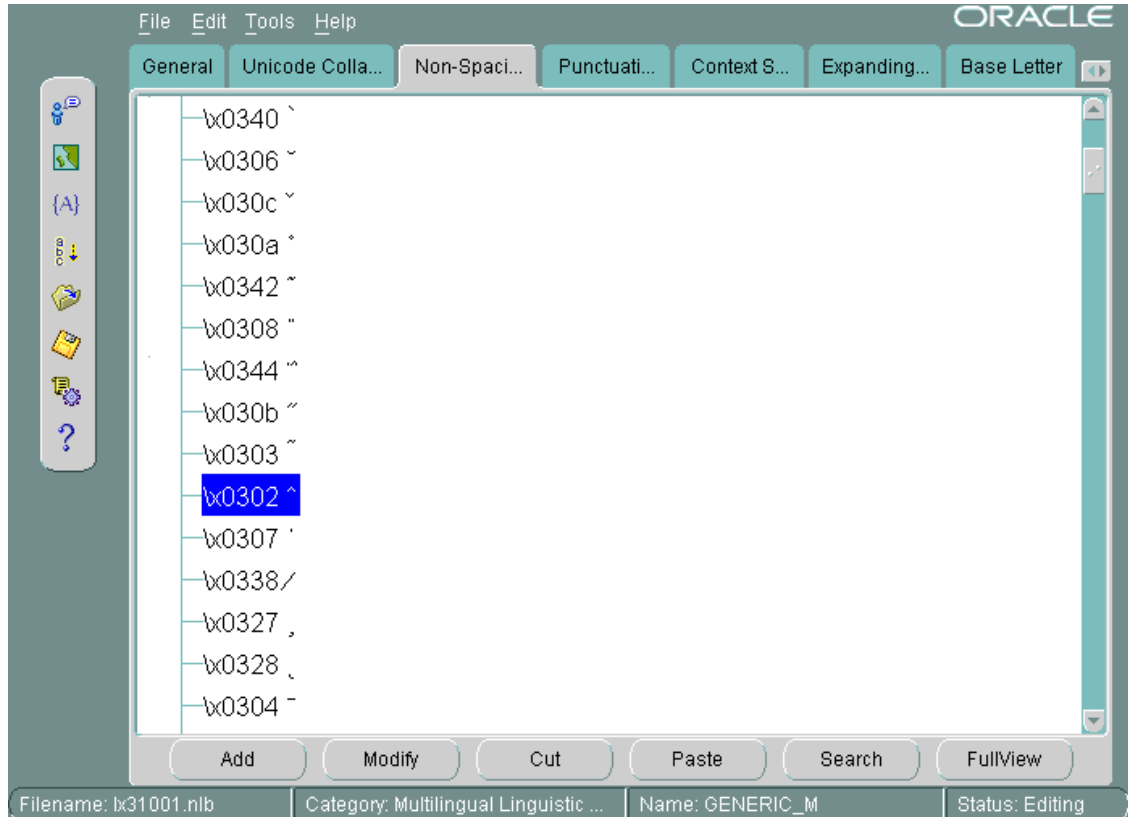 File Edit Tools Help
ORACLE
General Unicode Colla... Non-Spaci... Punctuati... Context S... Expanding... Base Letter
{A}
a
b
c
?
\x0340 `
\x0306 ˘
\x030c ˇ
\x030a ˚
\x0342 ˜
\x0308 ¨
\x0344 ΅
\x030b ˝
\x0303 ˜
\x0302 ^
\x0307 ˙
\x0338/
\x0327 ¸
\x0328 ˛
\x0304 ¯
Add Modify Cut Paste Search FullView
Filename: lx31001.nlb Category: Multilingual Linguistic ... Name: GENERIC_M Status: Editing